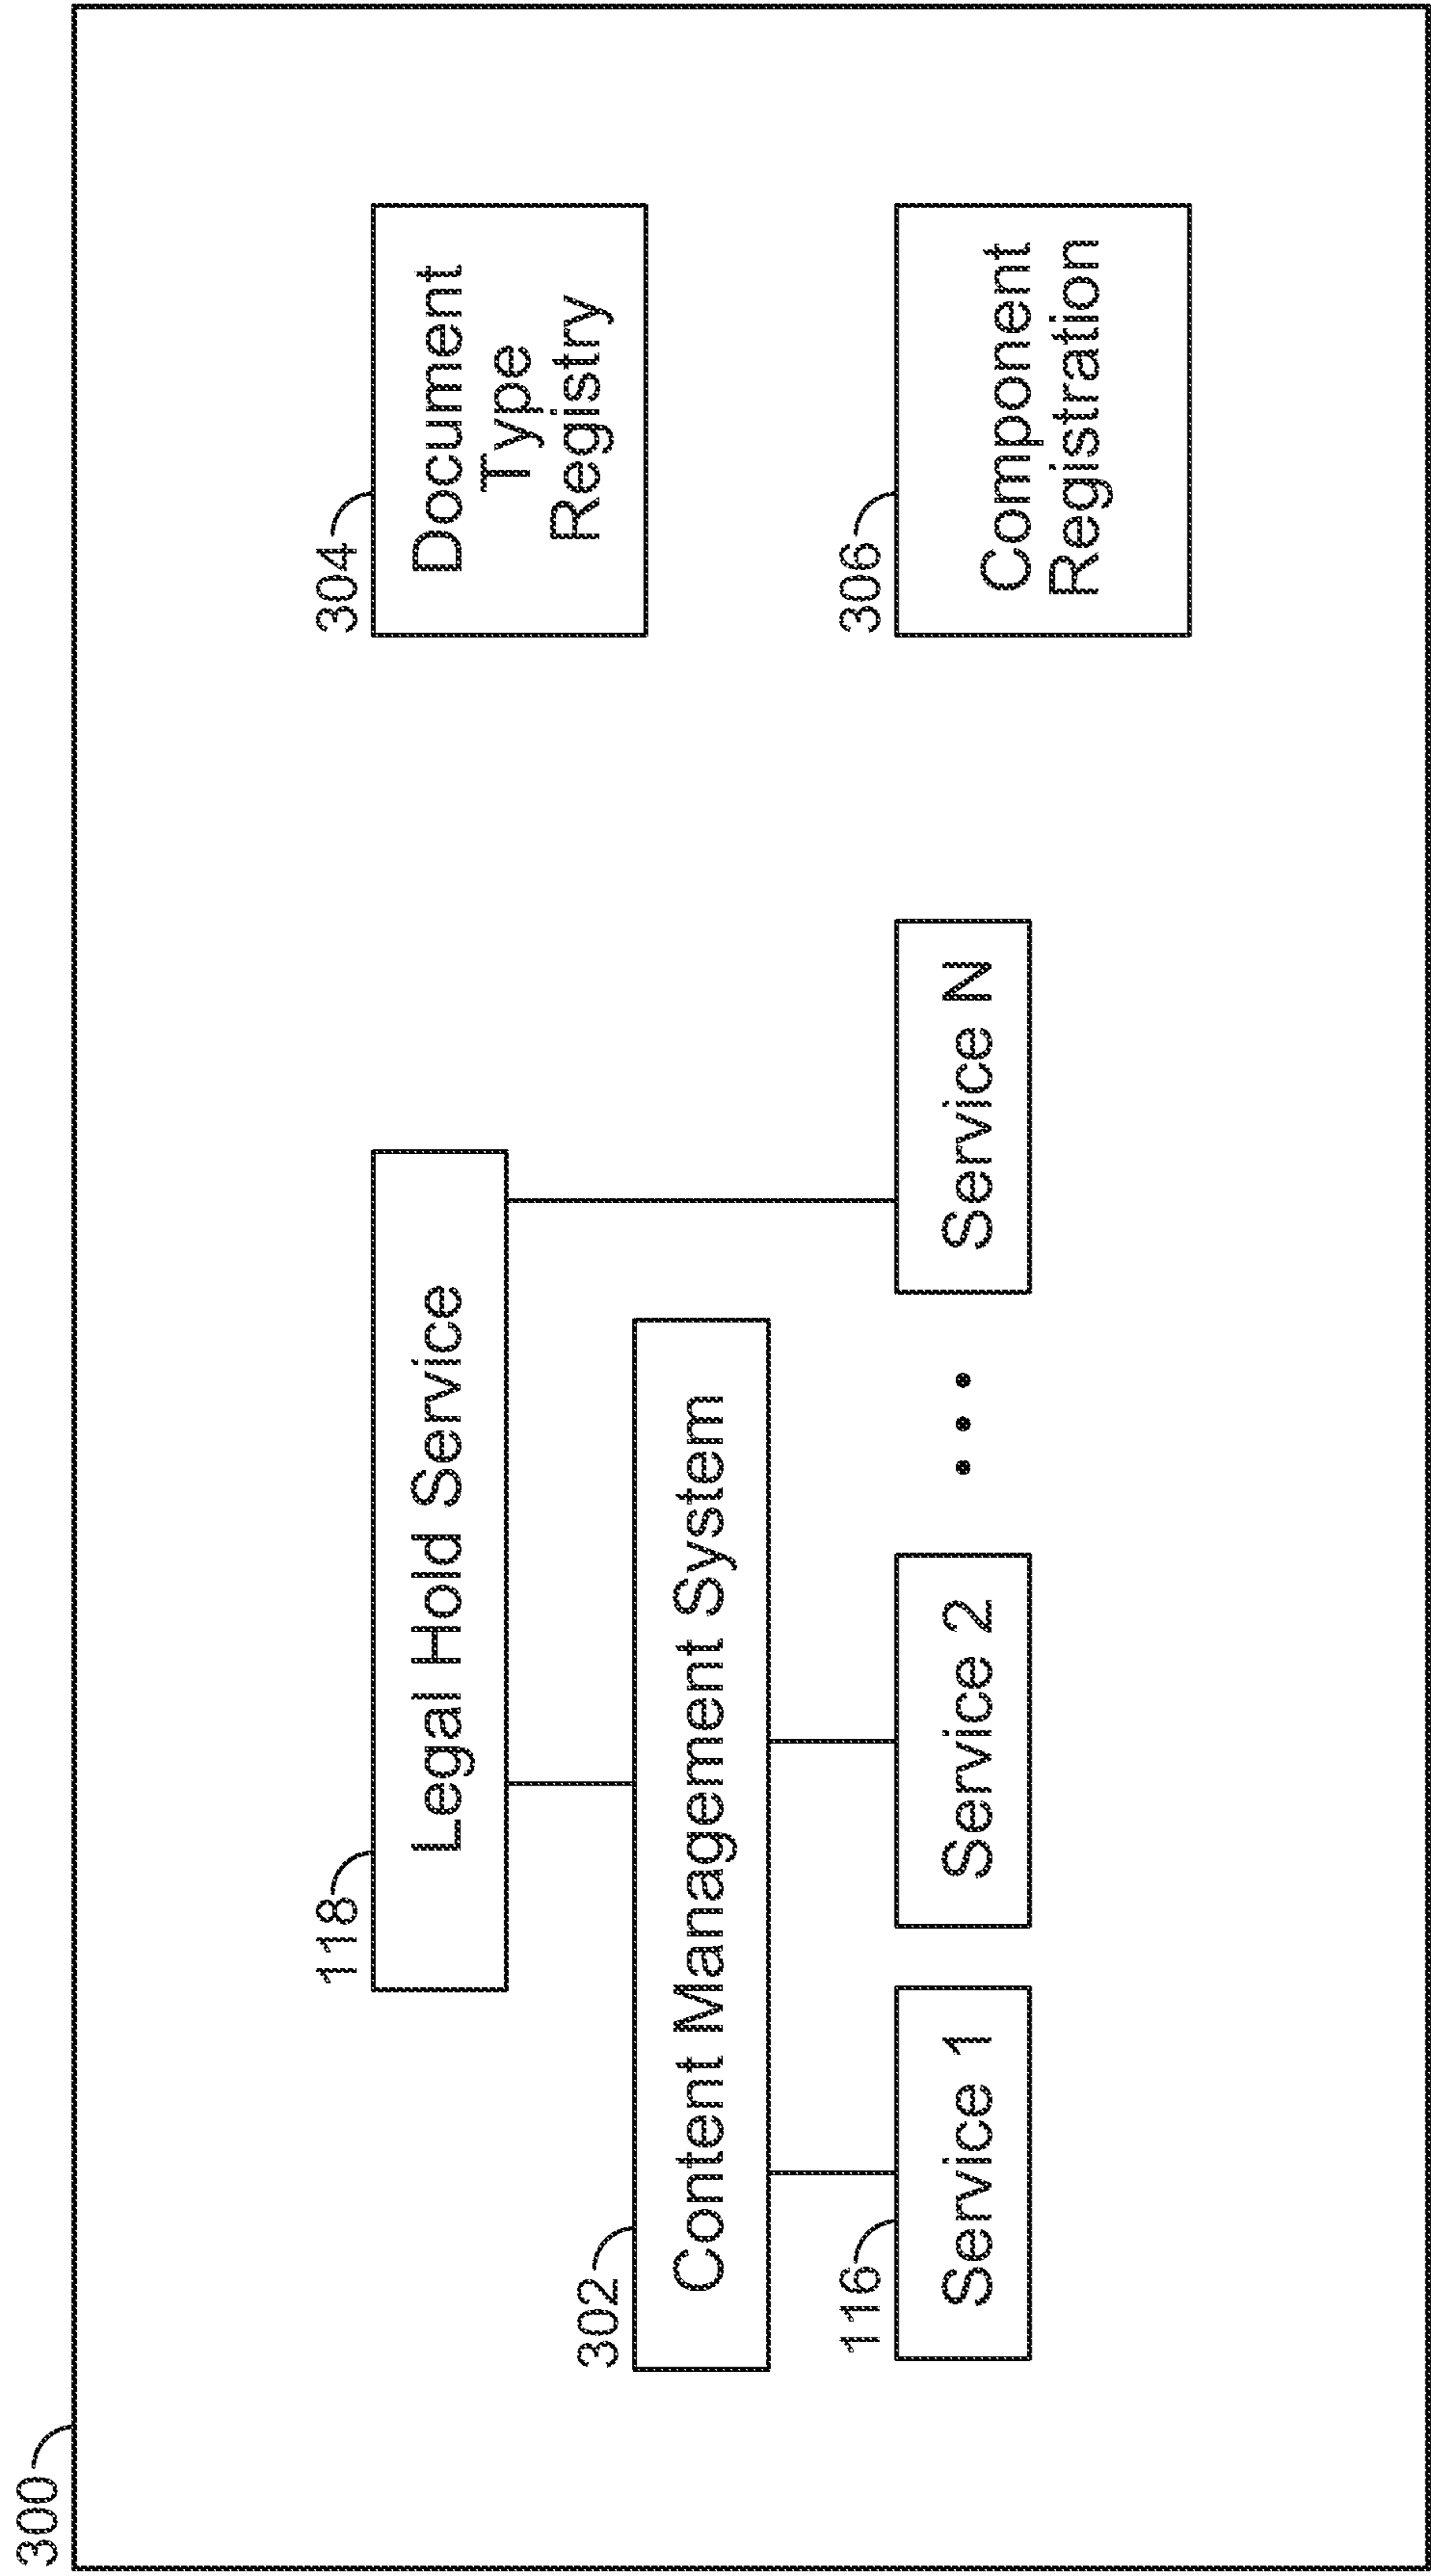 300
118
Legal Hold Service
304
Document
Type
Registry
302
Content Management System
116
Service 1
Service 2
• • •
Service N
306
Component
Registration